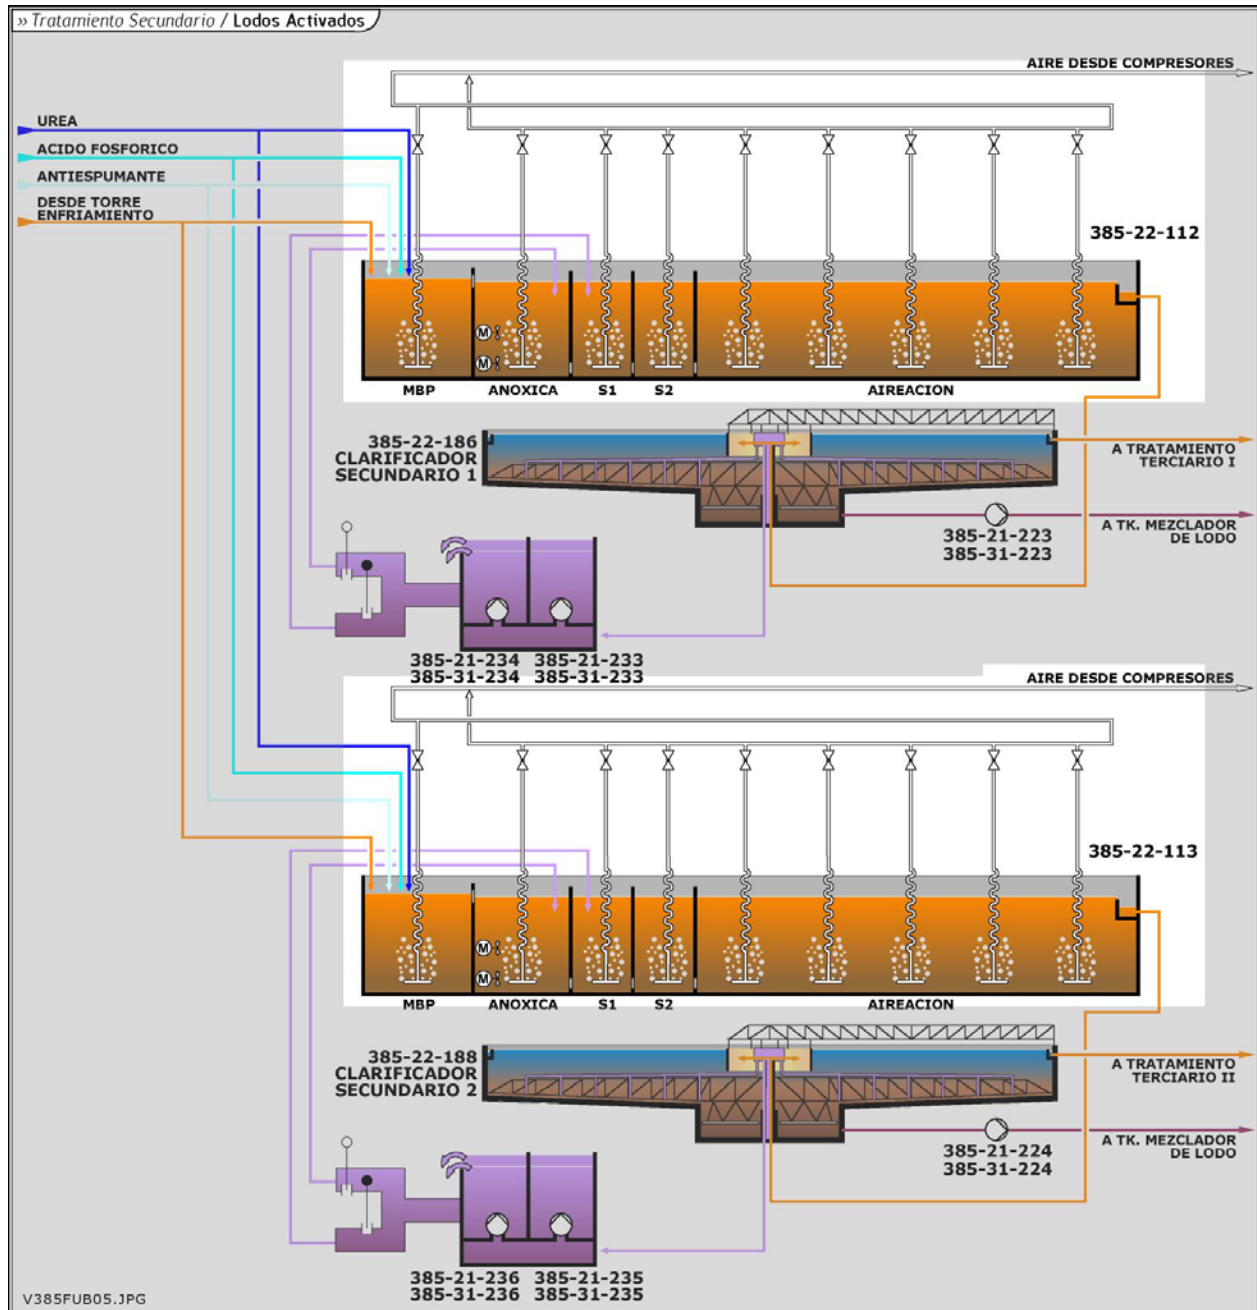 » Tratamiento Secundario / Lodos Activados
AIRE DESDE COMPRESORES
UREA
ACIDO FOSFORICO
ANTIESPUMANTE
DESDE TORRE
ENFRIAMIENTO
385-22-112
M
M
MBP ANOXICA S1 S2 AIREACION
385-22-186
CLARIFICADOR
SECUNDARIO 1
A TRATAMIENTO
TERCIARIO I
A TK. MEZCLADOR
DE LODO
385-21-223
385-31-223
385-21-234 385-21-233
385-31-234 385-31-233
AIRE DESDE COMPRESORES
385-22-113
M
M
MBP ANOXICA S1 S2 AIREACION
385-22-188
CLARIFICADOR
SECUNDARIO 2
A TRATAMIENTO
TERCIARIO II
A TK. MEZCLADOR
DE LODO
385-21-224
385-31-224
385-21-236 385-21-235
385-31-236 385-31-235
V385FUB05.JPG